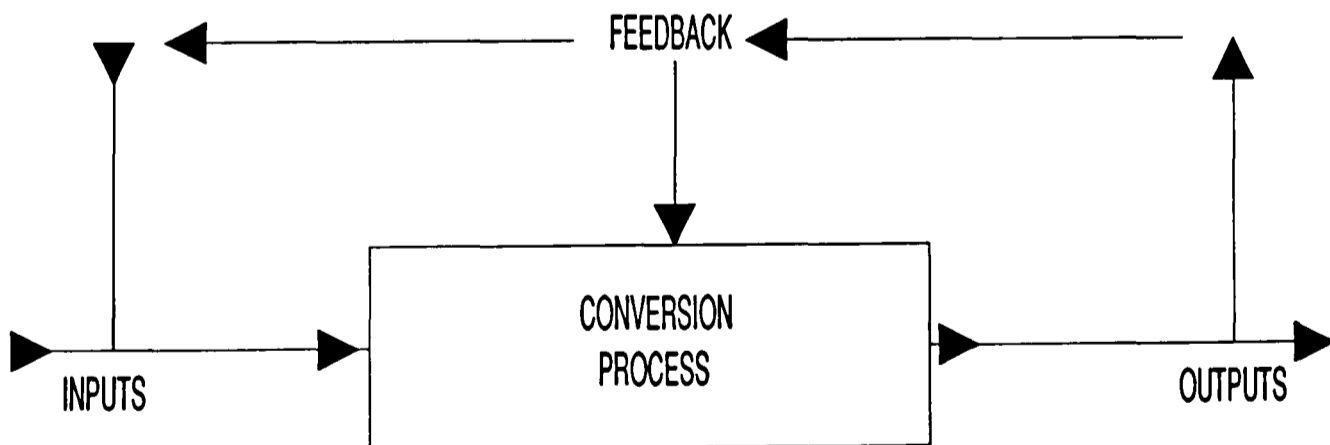 FEEDBACK
CONVERSION
PROCESS
INPUTS
OUTPUTS